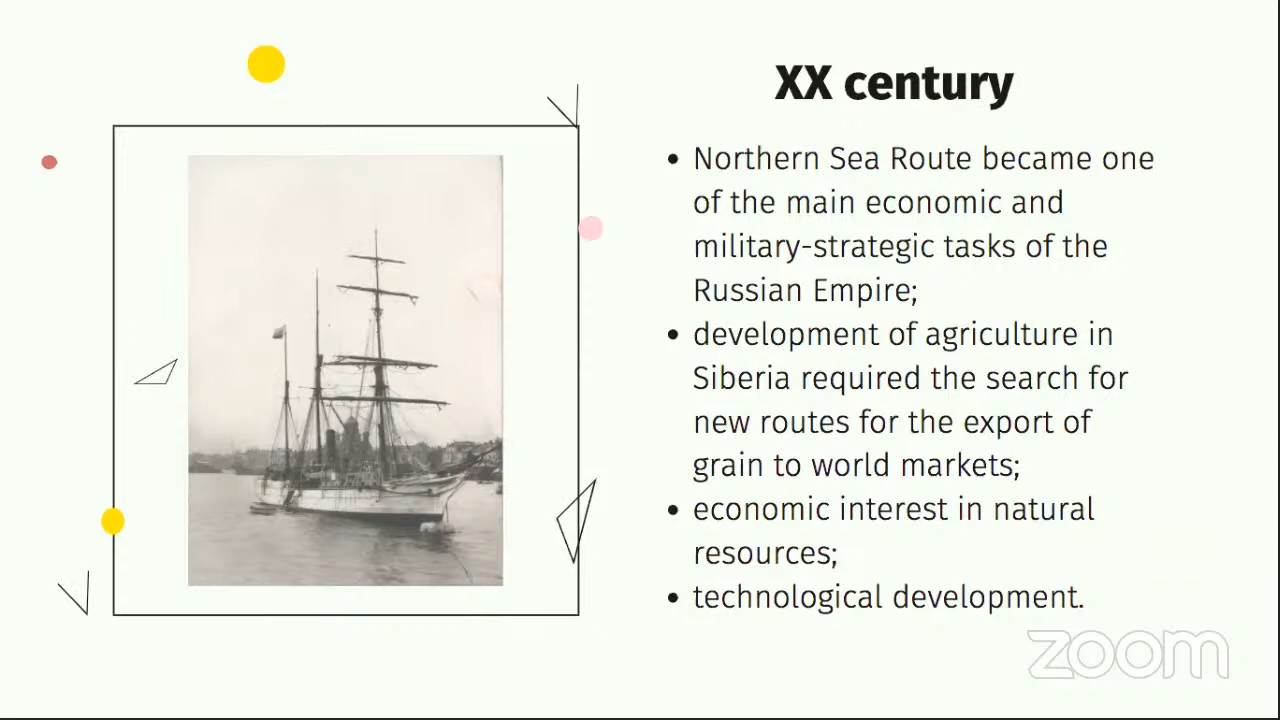 XX century
• Northern Sea Route became one
of the main economic and
military-strategic tasks of the
Russian Empire;
• development of agriculture in
Siberia required the search for
new routes for the export of
grain to world markets;
• economic interest in natural
resources;
• technological development.
zoom